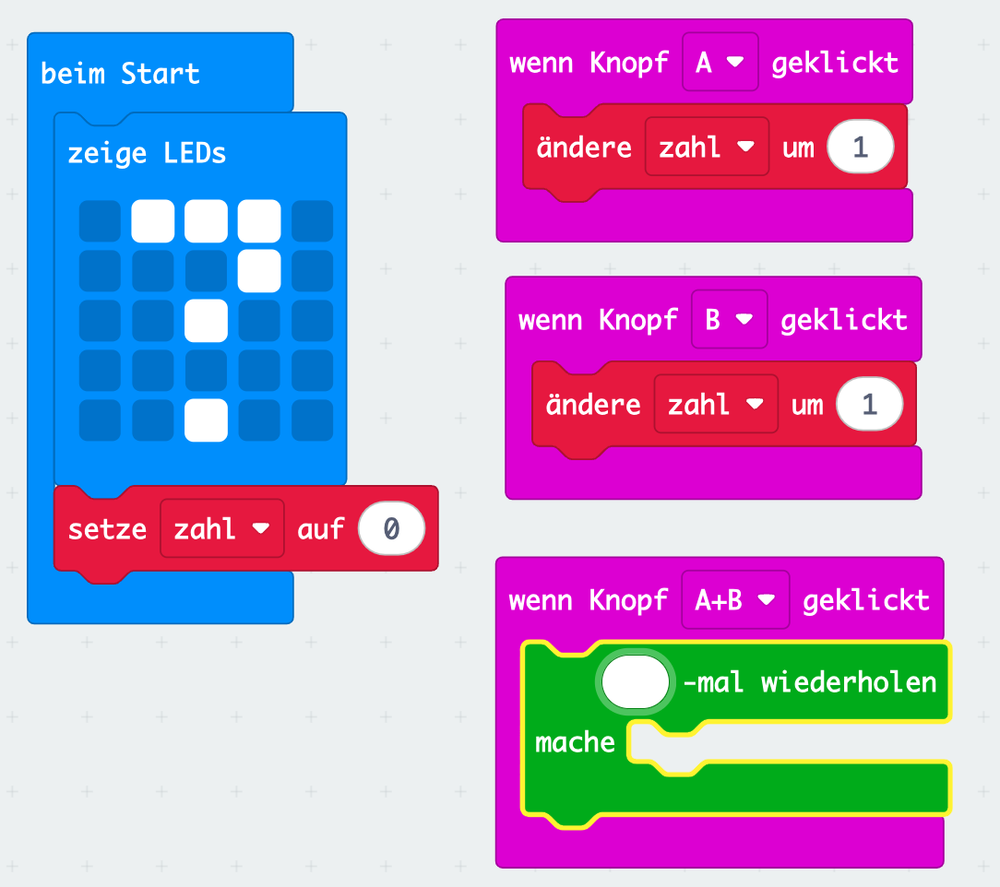 beim Start
zeige LEDs
setze zahl auf 0
wenn Knopf A geklickt
ändere zahl um 1
wenn Knopf B geklickt
ändere zahl um 1
wenn Knopf A+B geklickt
-mal wiederholen
mache